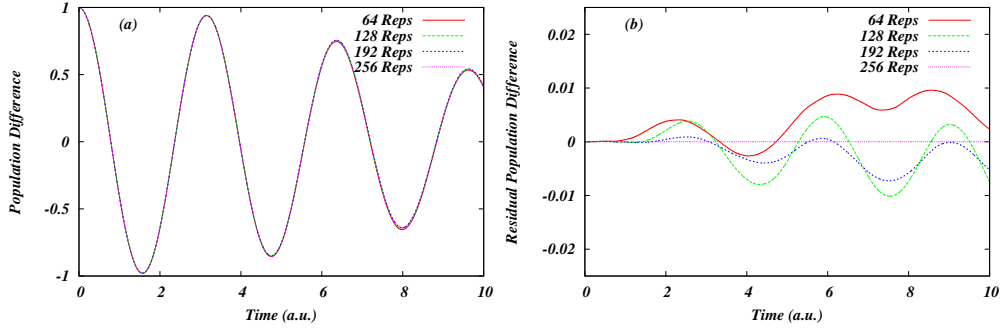 (a)
64 Reps
128 Reps
192 Reps
256 Reps
1
0.5
0
-0.5
-1
Population Difference
0 2 4 6 8 10
Time (a.u.)
(b)
64 Reps
128 Reps
192 Reps
256 Reps
0.02
0.01
0
-0.01
-0.02
Residual Population Difference
0 2 4 6 8 10
Time (a.u.)